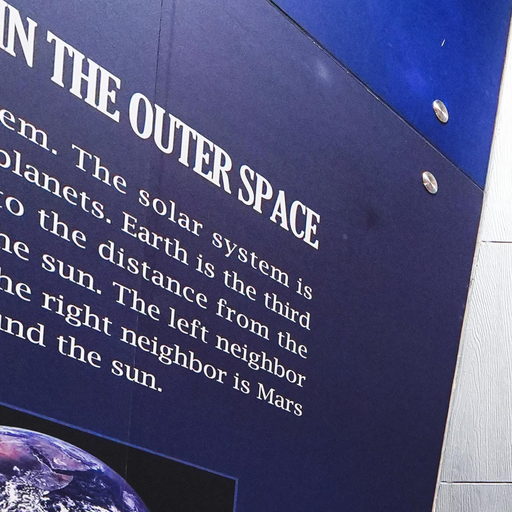 IN THE OUTER SPACE
em. The solar system is
planets. Earth is the third
to the distance from the
he sun. The left neighbor
he right neighbor is Mars
und the sun.